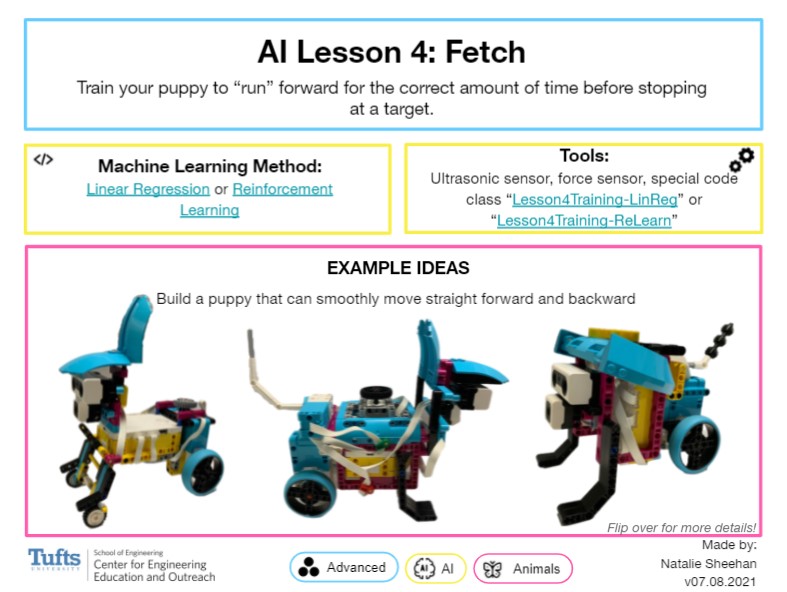 AI Lesson 4: Fetch
Train your puppy to “run” forward for the correct amount of time before stopping
at a target.
</>
Machine Learning Method:
Linear Regression or Reinforcement
Learning
Tools:
Ultrasonic sensor, force sensor, special code
class “Lesson4Training-LinReg” or
“Lesson4Training-ReLearn”
EXAMPLE IDEAS
Build a puppy that can smoothly move straight forward and backward
Flip over for more details!
Tufts
UNIVERSITY
School of Engineering
Center for Engineering
Education and Outreach
Advanced
AI
AI
Animals
Made by:
Natalie Sheehan
v07.08.2021